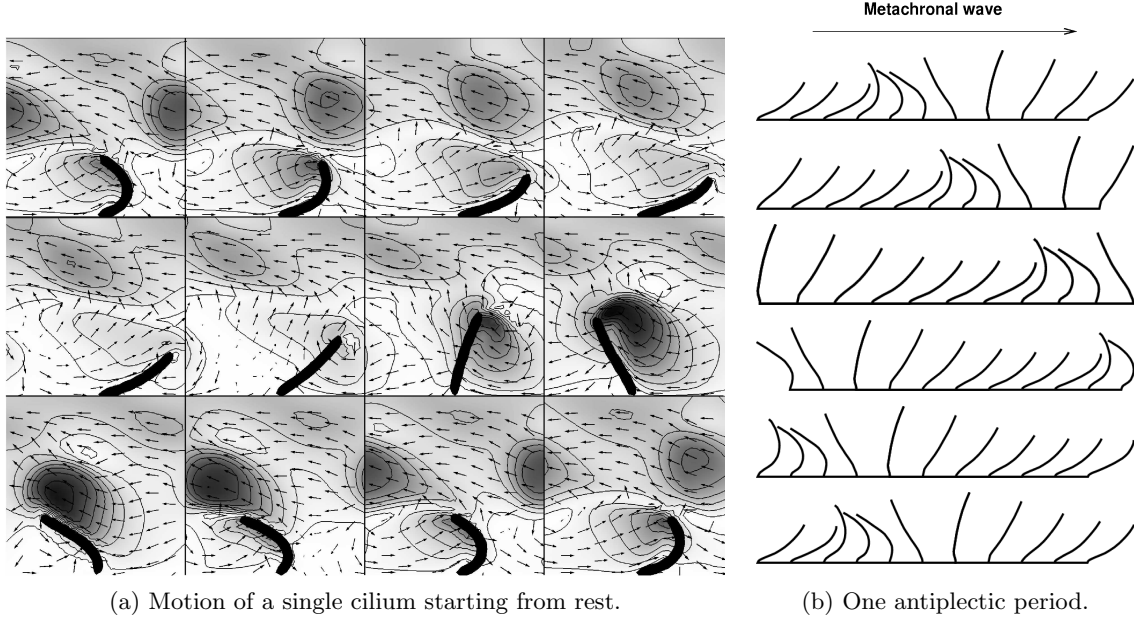 Metachronal wave
(a) Motion of a single cilium starting from rest.
(b) One antiplectic period.